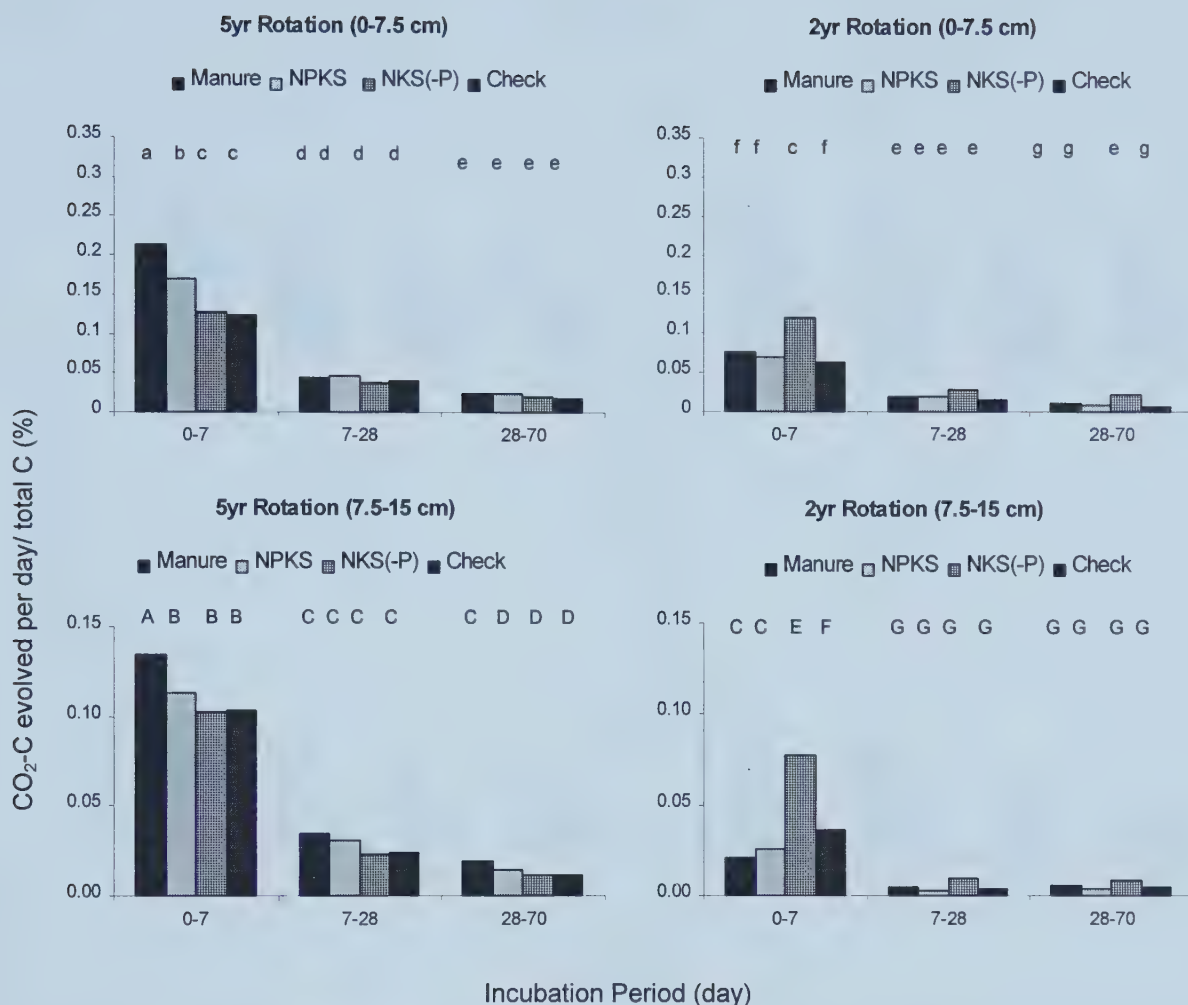 5yr Rotation (0-7.5 cm)
Manure NPKS NKS(-P) Check
0.35
0.3
0.25
0.2
0.15
0.1
0.05
0
a b c c d d d d e e e e
0-7 7-28 28-70
2yr Rotation (0-7.5 cm)
Manure NPKS NKS(-P) Check
0.35
0.3
0.25
0.2
0.15
0.1
0.05
0
f f c f e e e e g g e g
0-7 7-28 28-70
5yr Rotation (7.5-15 cm)
Manure NPKS NKS(-P) Check
0.15
0.10
0.05
0.00
A B B B C C C C C D D D
0-7 7-28 28-70
2yr Rotation (7.5-15 cm)
Manure NPKS NKS(-P) Check
0.15
0.10
0.05
0.00
C C E F G G G G G G G G
0-7 7-28 28-70
CO₂-C evolved per day/ total C (%)
Incubation Period (day)